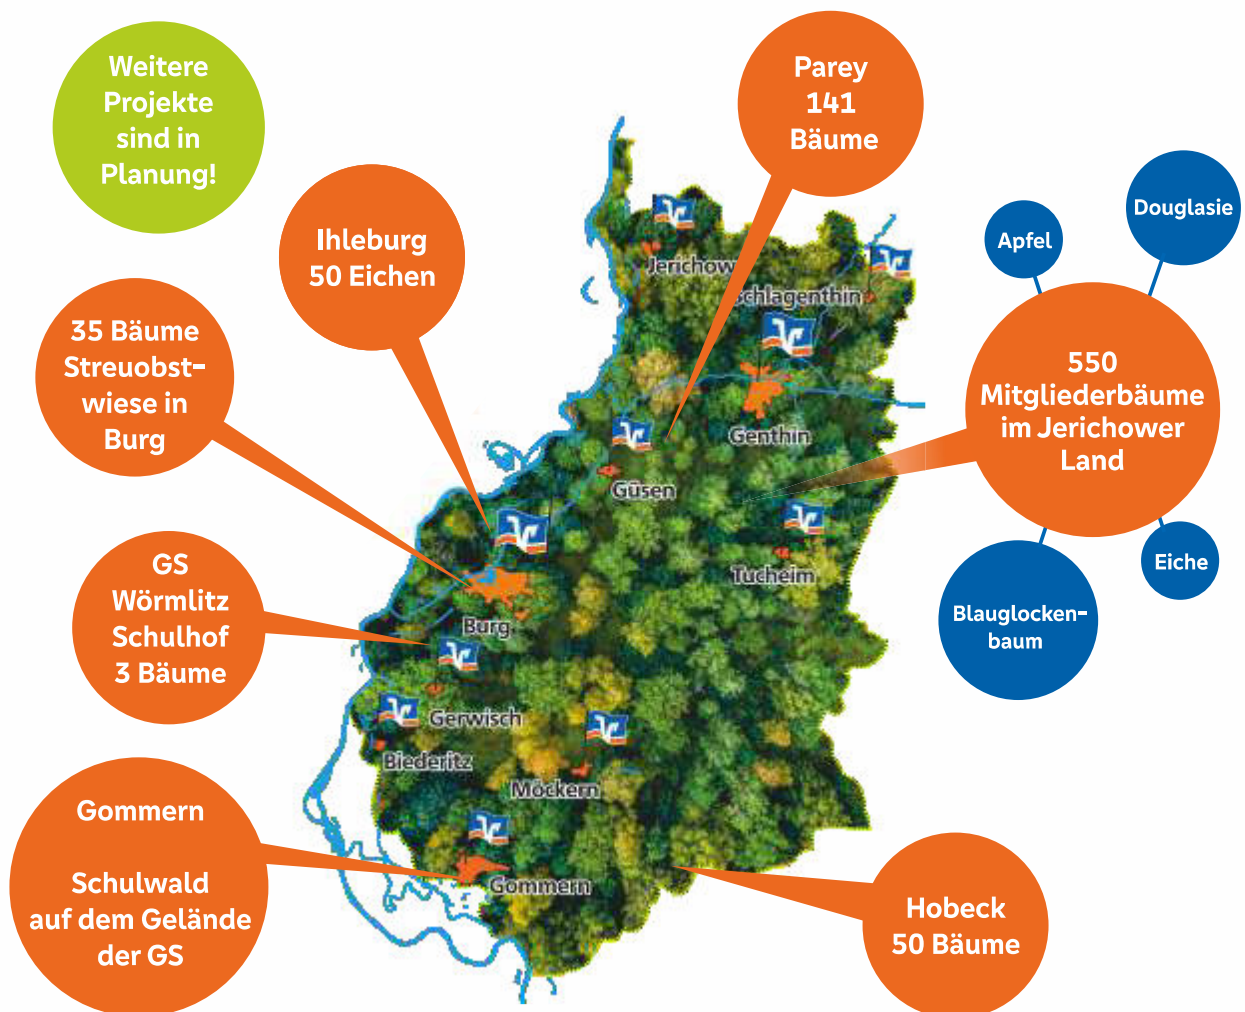 Weitere
Projekte
sind in
Planung!
Parey
141
Bäume
Ihleburg
50 Eichen
Apfel
Douglasie
35 Bäume
Streuobst-
wiese in
Burg
550
Mitgliederbäume
im Jerichower
Land
Blauglocken-
baum
Eiche
GS
Wörmlitz
Schulhof
3 Bäume
Gommern
Schulwald
auf dem Gelände
der GS
Hobeck
50 Bäume
Jerichow
Schlagenthin
Genthin
Güsen
Tucheim
Burg
Gerwisch
Biederitz
Möckern
Gommern